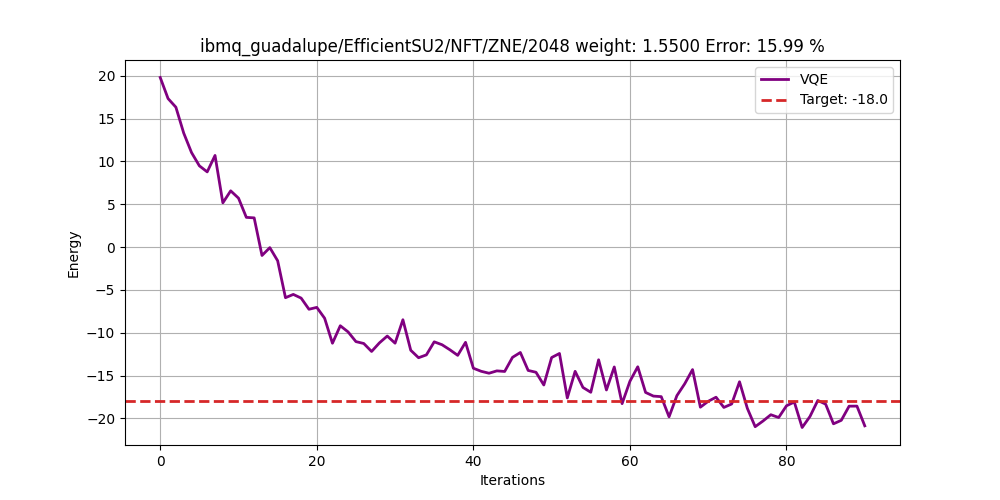 ibmq_guadalupe/EfficientSU2/NFT/ZNE/2048 weight: 1.5500 Error: 15.99 %
VQE
Target: -18.0
20
15
10
5
0
−5
−10
−15
−20
Energy
0 20 40 60 80
Iterations